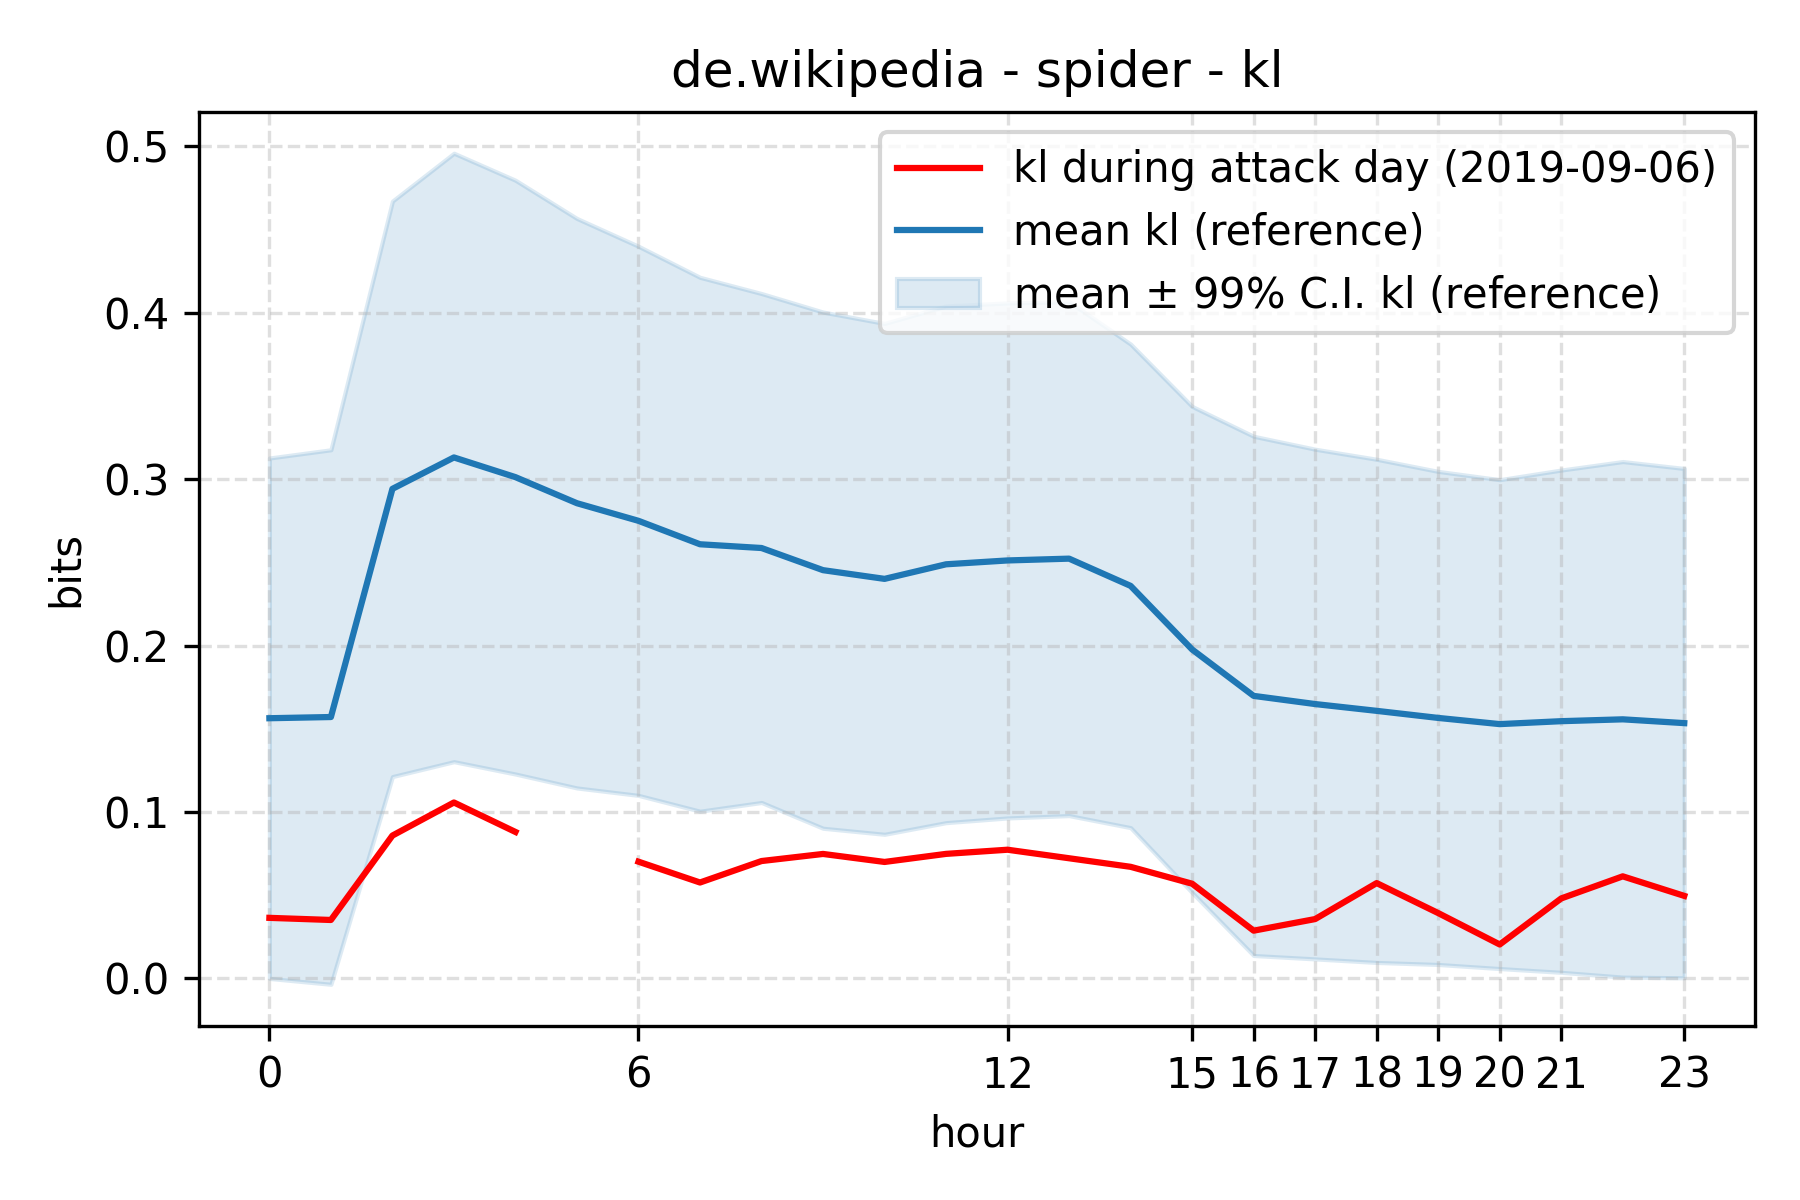 de.wikipedia - spider - kl
kl during attack day (2019-09-06)
mean kl (reference)
mean ± 99% C.I. kl (reference)
0.5
0.4
0.3
0.2
0.1
0.0
bits
0 6 12 15 16 17 18 19 20 21 23
hour